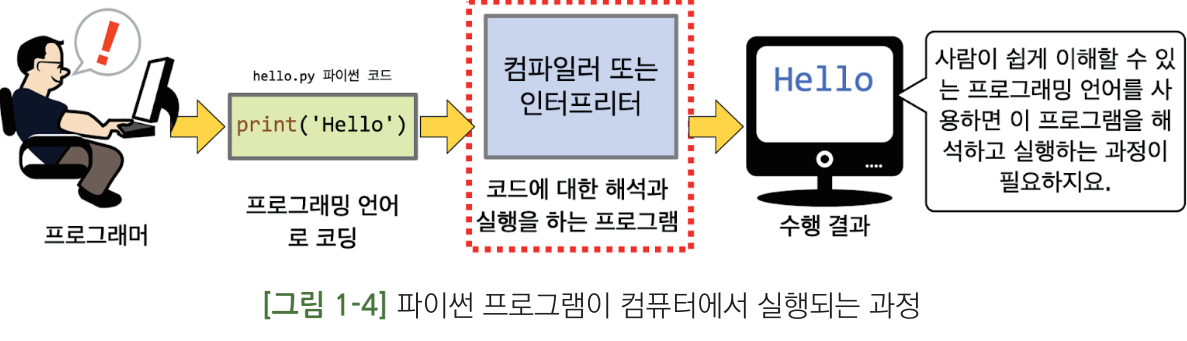 !
프로그래머
hello.py 파이썬 코드
print('Hello')
프로그래밍 언어
로 코딩
컴파일러 또는
인터프리터
코드에 대한 해석과
실행을 하는 프로그램
Hello
수행 결과
사람이 쉽게 이해할 수 있
는 프로그래밍 언어를 사
용하면 이 프로그램을 해
석하고 실행하는 과정이
필요하지요.
[그림 1-4] 파이썬 프로그램이 컴퓨터에서 실행되는 과정